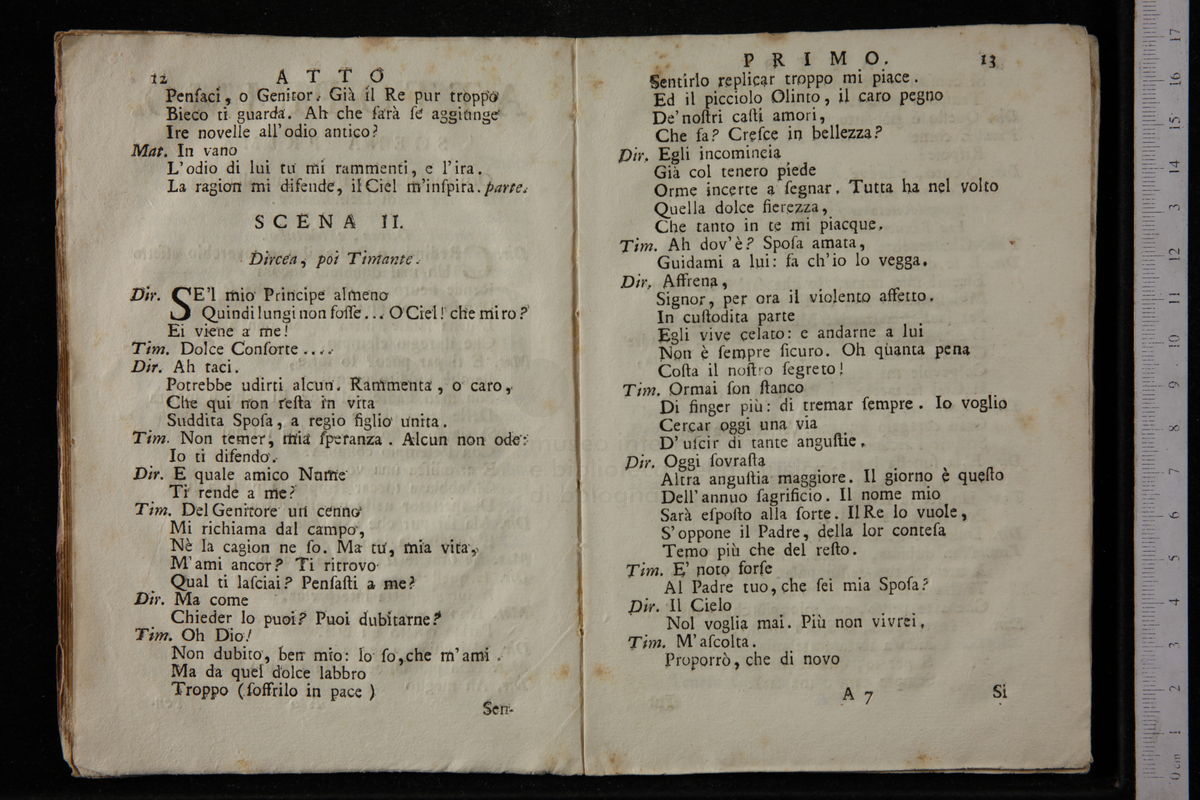 12 ATTO
Penſaci, o Genitor. Già il Re pur troppo
Bieco ti guarda. Ah che ſarà ſe aggiunge
Ire novelle all'odio antico?
Mat. In vano
L'odio di lui tu mi rammenti, e l'ira.
La ragion mi difende, il Ciel m'inſpira. parte.
SCENA II.
Dircea, poi Timante.
Dir. SE'l mio Principe almeno
Quindi lungi non foſſe... O Ciel! che miro?
Ei viene a me!
Tim. Dolce Conſorte....
Dir. Ah taci.
Potrebbe udirti alcun. Rammenta, o caro,
Che qui non reſta in vita
Suddita Spoſa, a regio figlio unita.
Tim. Non temer, mia ſperanza. Alcun non ode:
Io ti difendo.
Dir. E quale amico Nume
Ti rende a me?
Tim. Del Genitore un cenno
Mi richiama dal campo,
Nè la cagion ne ſo. Ma tu, mia vita,
M'ami ancor? Ti ritrovo
Qual ti laſciai? Penſaſti a me?
Dir. Ma come
Chieder lo puoi? Puoi dubitarne?
Tim. Oh Dio!
Non dubito, ben mio: lo ſo, che m'ami.
Ma da quel dolce labbro
Troppo (ſoffrilo in pace)
Sen-
PRIMO. 13
Sentirlo replicar troppo mi piace.
Ed il picciolo Olinto, il caro pegno
De'noſtri caſti amori,
Che fa? Creſce in bellezza?
Dir. Egli incomincia
Già col tenero piede
Orme incerte a ſegnar. Tutta ha nel volto
Quella dolce fierezza,
Che tanto in te mi piacque.
Tim. Ah dov'è? Spoſa amata,
Guidami a lui: fa ch'io lo vegga.
Dir. Affrena,
Signor, per ora il violento affetto.
In cuſtodita parte
Egli vive celato: e andarne a lui
Non è ſempre ſicuro. Oh quanta pena
Coſta il noſtro ſegreto!
Tim. Ormai ſon ſtanco
Di finger più: di tremar ſempre. Io voglio
Cercar oggi una via
D'uſcir di tante anguſtie.
Dir. Oggi ſovraſta
Altra anguſtia maggiore. Il giorno è queſto
Dell'annuo ſagrificio. Il nome mio
Sarà eſpoſto alla ſorte. Il Re lo vuole,
S'oppone il Padre, della lor conteſa
Temo più che del reſto.
Tim. E' noto forſe
Al Padre tuo, che ſei mia Spoſa?
Dir. Il Cielo
Nol voglia mai. Più non vivrei,
Tim. M'aſcolta.
Proporrò, che di novo
A 7 Si